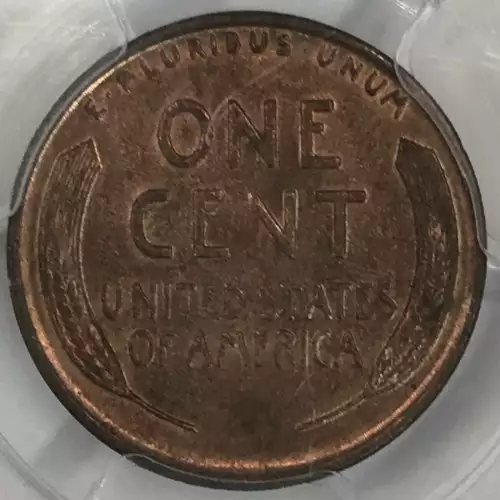 E PLURIBUS UNUM
ONE
CENT
UNITED STATES
OF AMERICA